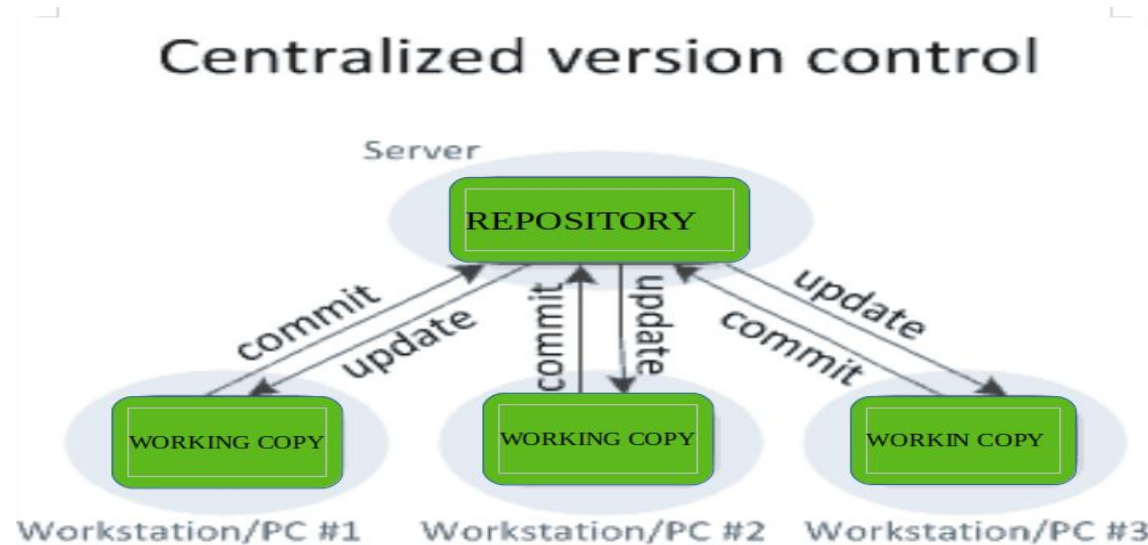 Centralized version control
Server
REPOSITORY
commit
update
commit
update
commit
update
WORKING COPY
WORKING COPY
WORKIN COPY
Workstation/PC #1
Workstation/PC #2
Workstation/PC #3